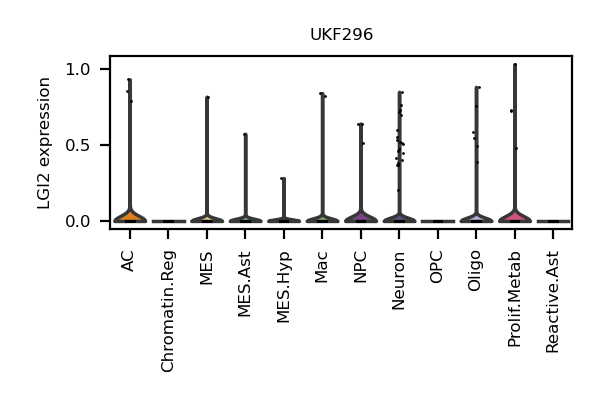 UKF296
LGI2 expression
1.0
0.5
0.0
AC
Chromatin.Reg
MES
MES.Ast
MES.Hyp
Mac
NPC
Neuron
OPC
Oligo
Prolif.Metab
Reactive.Ast